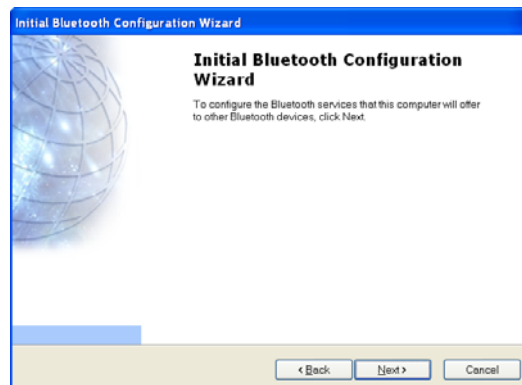 Initial Bluetooth Configuration Wizard
Initial Bluetooth Configuration
Wizard
To configure the Bluetooth services that this computer will offer
to other Bluetooth devices, click Next.
< Back Next > Cancel